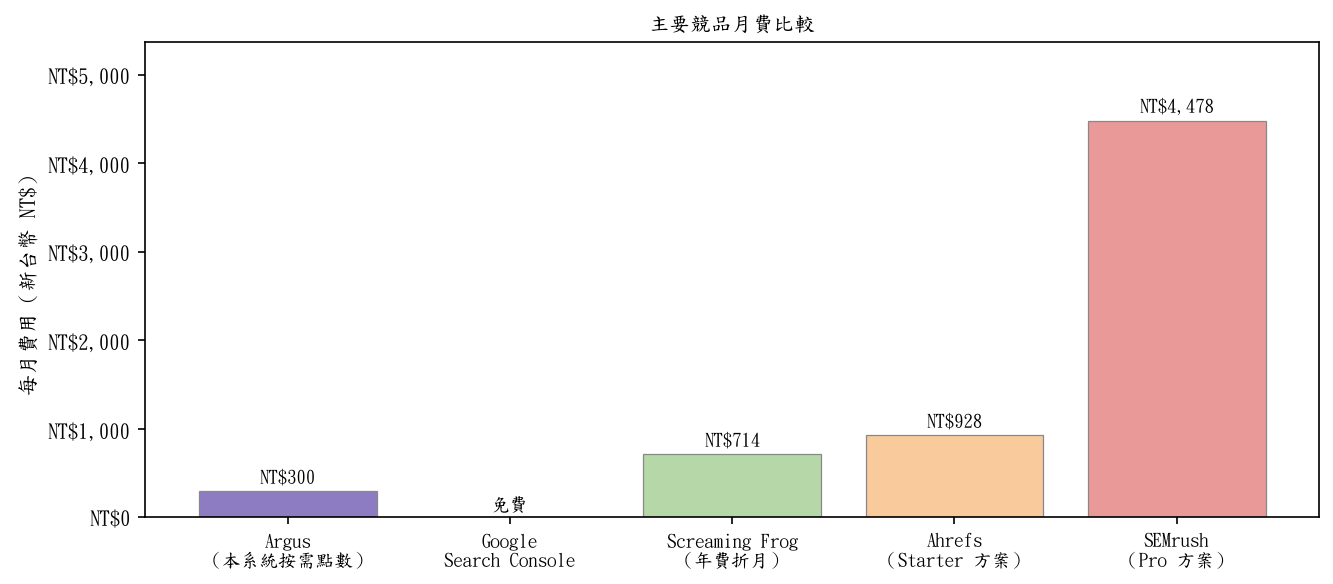 主要競品月費比較
每月費用（新台幣 NT$）
NT$5,000
NT$4,000
NT$3,000
NT$2,000
NT$1,000
NT$0
NT$300
免費
NT$714
NT$928
NT$4,478
Argus
（本系統按需點數）
Google
Search Console
Screaming Frog
（年費折月）
Ahrefs
（Starter 方案）
SEMrush
（Pro 方案）